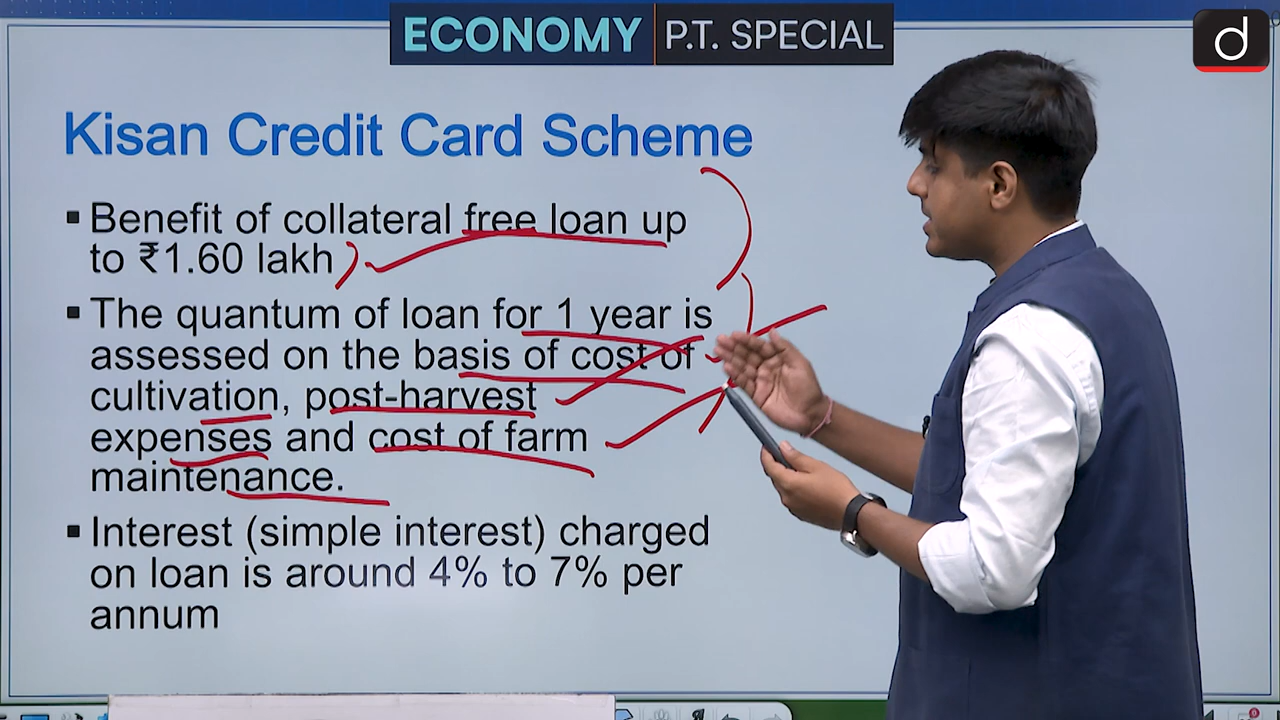 ECONOMY P.T. SPECIAL
d
Kisan Credit Card Scheme
▪ Benefit of collateral free loan up
to ₹1.60 lakh
▪ The quantum of loan for 1 year is
assessed on the basis of cost of
cultivation, post-harvest
expenses and cost of farm
maintenance.
▪ Interest (simple interest) charged
on loan is around 4% to 7% per
annum